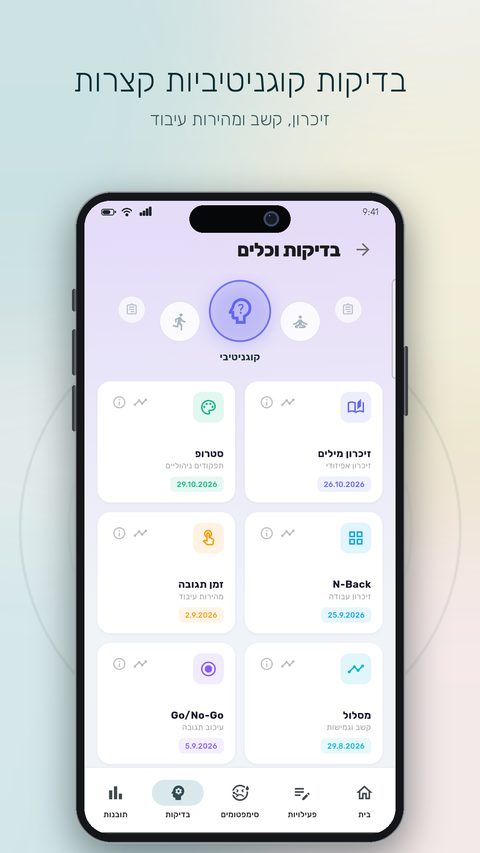 בדיקות קוגניטיביות קצרות
זיכרון, קשב ומהירות עיבוד
9:41
בדיקות וכלים
קוגניטיבי
זיכרון מילים
זיכרון אפיזודי
26.10.2026
סטרופ
תפקודים ניהוליים
29.10.2026
N-Back
זיכרון עבודה
25.9.2026
זמן תגובה
מהירות עיבוד
2.9.2026
מסלול
קשב וגמישות
29.8.2026
Go/No-Go
עיכוב תגובה
5.9.2026
בית
פעילויות
סימפטומים
בדיקות
תובנות